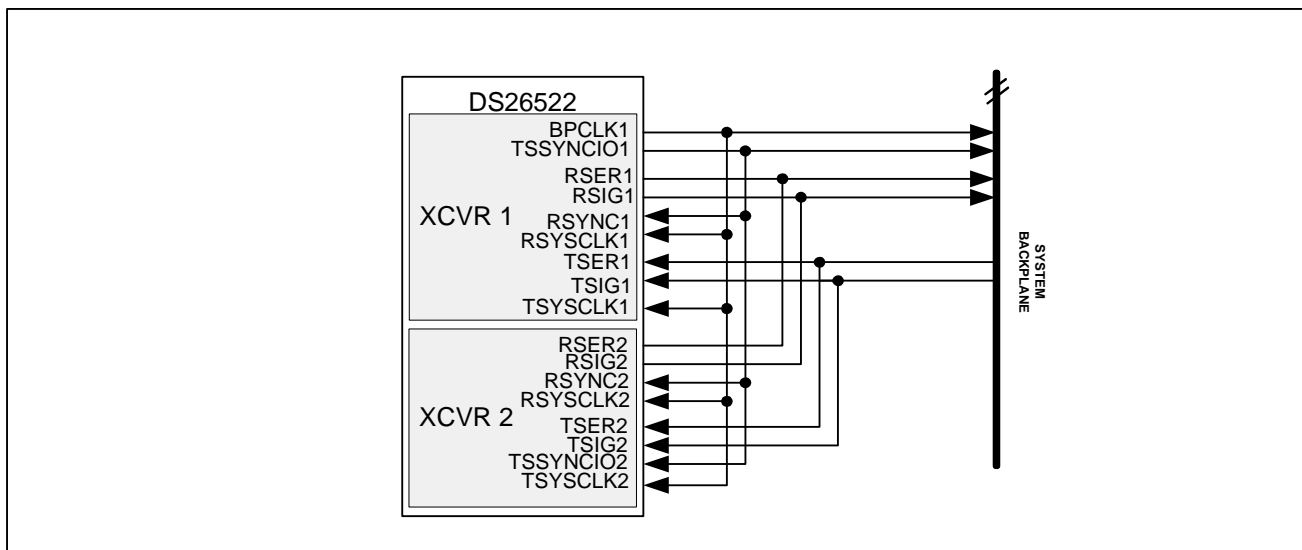 DS26522
XCVR 1
BPCLK1
TSSYNCIO1
RSER1
RSIG1
RSYNC1
RSYSCLK1
TSER1
TSIG1
TSYSCLK1
XCVR 2
RSER2
RSIG2
RSYNC2
RSYSCLK2
TSER2
TSIG2
TSSYNCIO2
TSYSCLK2
SYSTEM
BACKPLANE